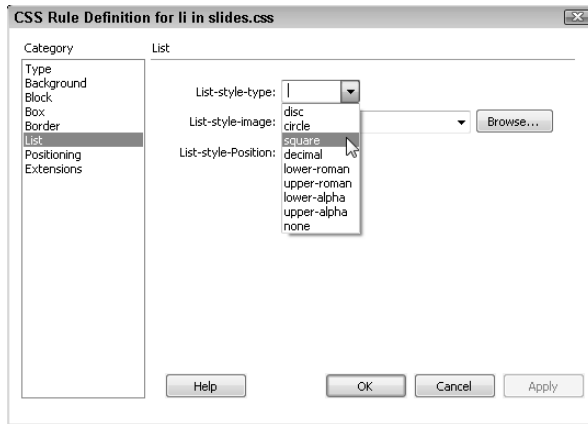 CSS Rule Definition for li in slides.css
Category
List
Type
Background
Block
Box
Border
List
Positioning
Extensions
List-style-type:
disc
circle
square
decimal
lower-roman
upper-roman
lower-alpha
upper-alpha
none
List-style-image:
Browse...
List-style-Position:
Help
OK
Cancel
Apply